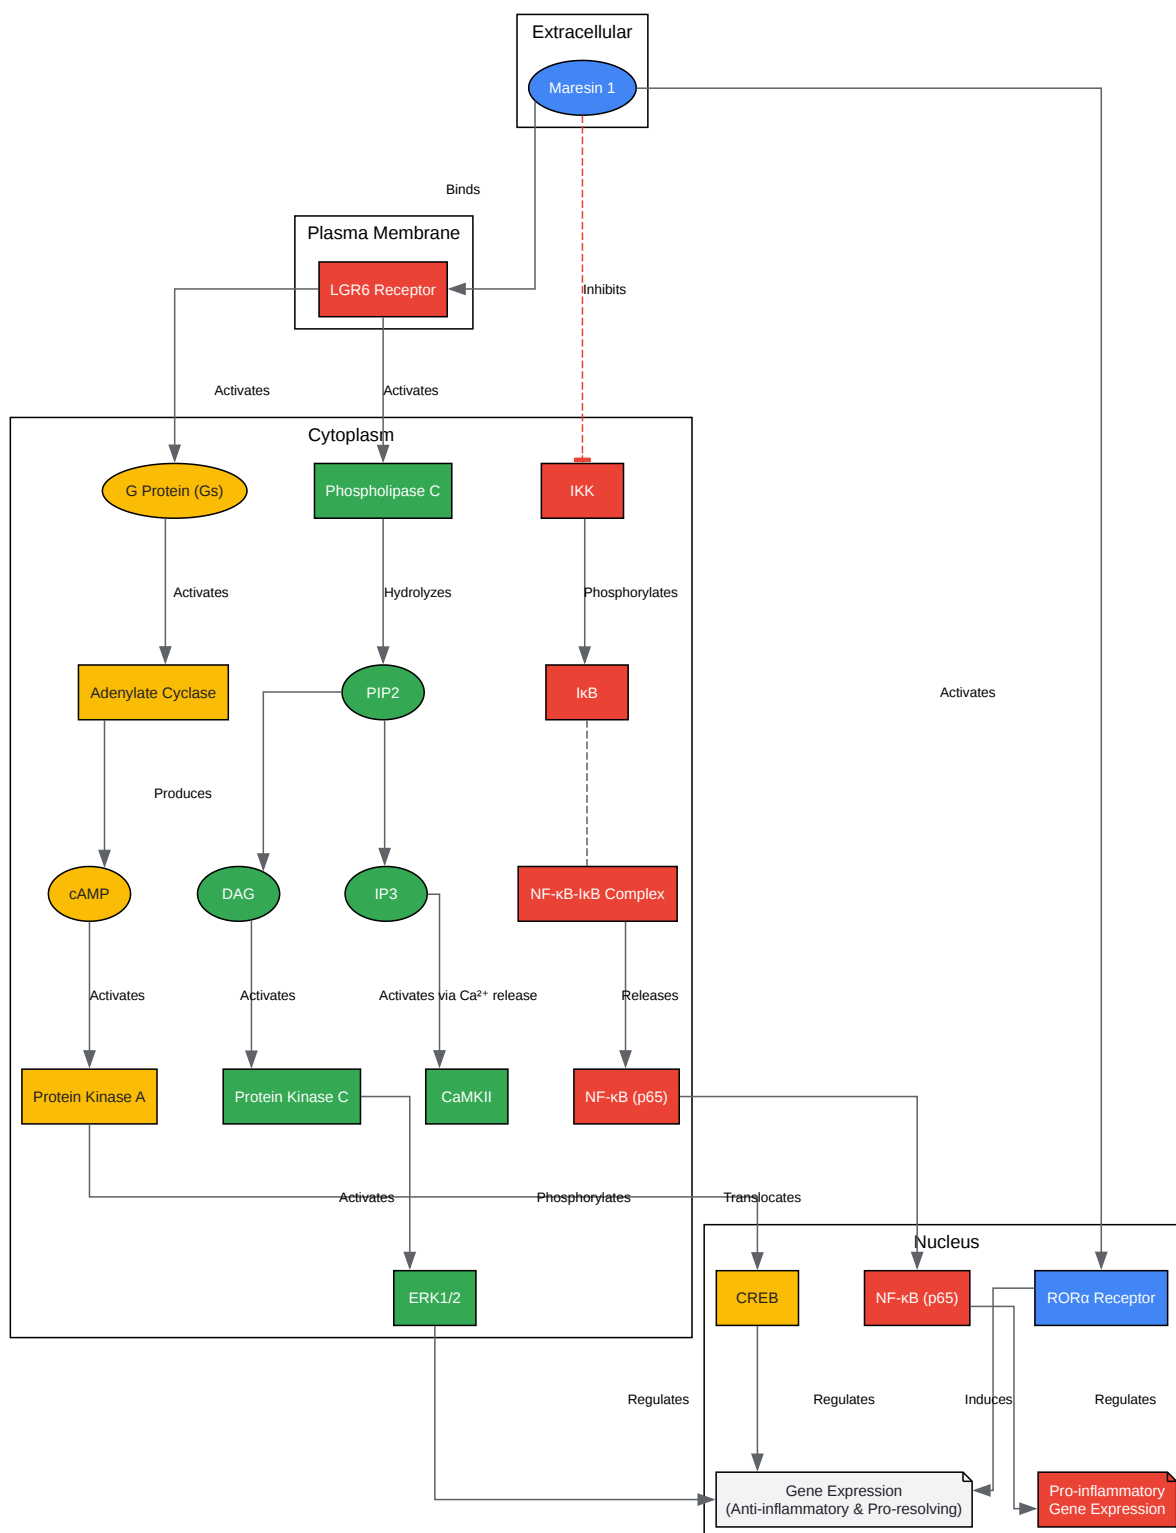 Extracellular
Maresin 1
Binds
Plasma Membrane
LGR6 Receptor
Inhibits
Activates
Activates
Cytoplasm
G Protein (Gs)
Phospholipase C
IKK
Activates
Hydrolyzes
Phosphorylates
Adenylate Cyclase
PIP2
IκB
Activates
Produces
cAMP
DAG
IP3
NF-κB-IκB Complex
Activates
Activates
Activates via Ca²⁺ release
Releases
Protein Kinase A
Protein Kinase C
CaMKII
NF-κB (p65)
Activates
Phosphorylates
Translocates
Nucleus
ERK1/2
CREB
NF-κB (p65)
RORα Receptor
Regulates
Regulates
Induces
Regulates
Gene Expression
(Anti-inflammatory & Pro-resolving)
Pro-inflammatory
Gene Expression